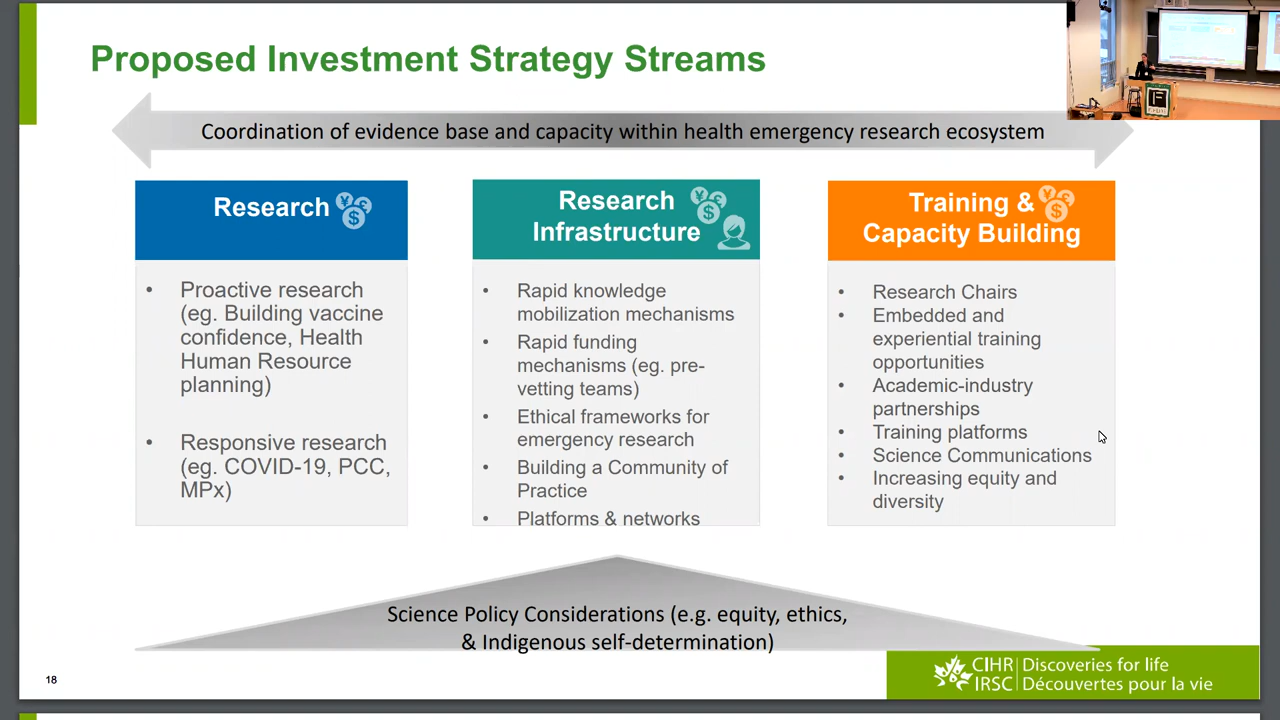 Proposed Investment Strategy Streams
Coordination of evidence base and capacity within health emergency research ecosystem
Research
• Proactive research
(eg. Building vaccine
confidence, Health
Human Resource
planning)
• Responsive research
(eg. COVID-19, PCC,
MPx)
Research
Infrastructure
• Rapid knowledge
mobilization mechanisms
• Rapid funding
mechanisms (eg. pre-
vetting teams)
• Ethical frameworks for
emergency research
• Building a Community of
Practice
• Platforms & networks
Training &
Capacity Building
• Research Chairs
• Embedded and
experiential training
opportunities
• Academic-industry
partnerships
• Training platforms
• Science Communications
• Increasing equity and
diversity
Science Policy Considerations (e.g. equity, ethics,
& Indigenous self-determination)
18
CIHR Discoveries for life
IRSC Découvertes pour la vie